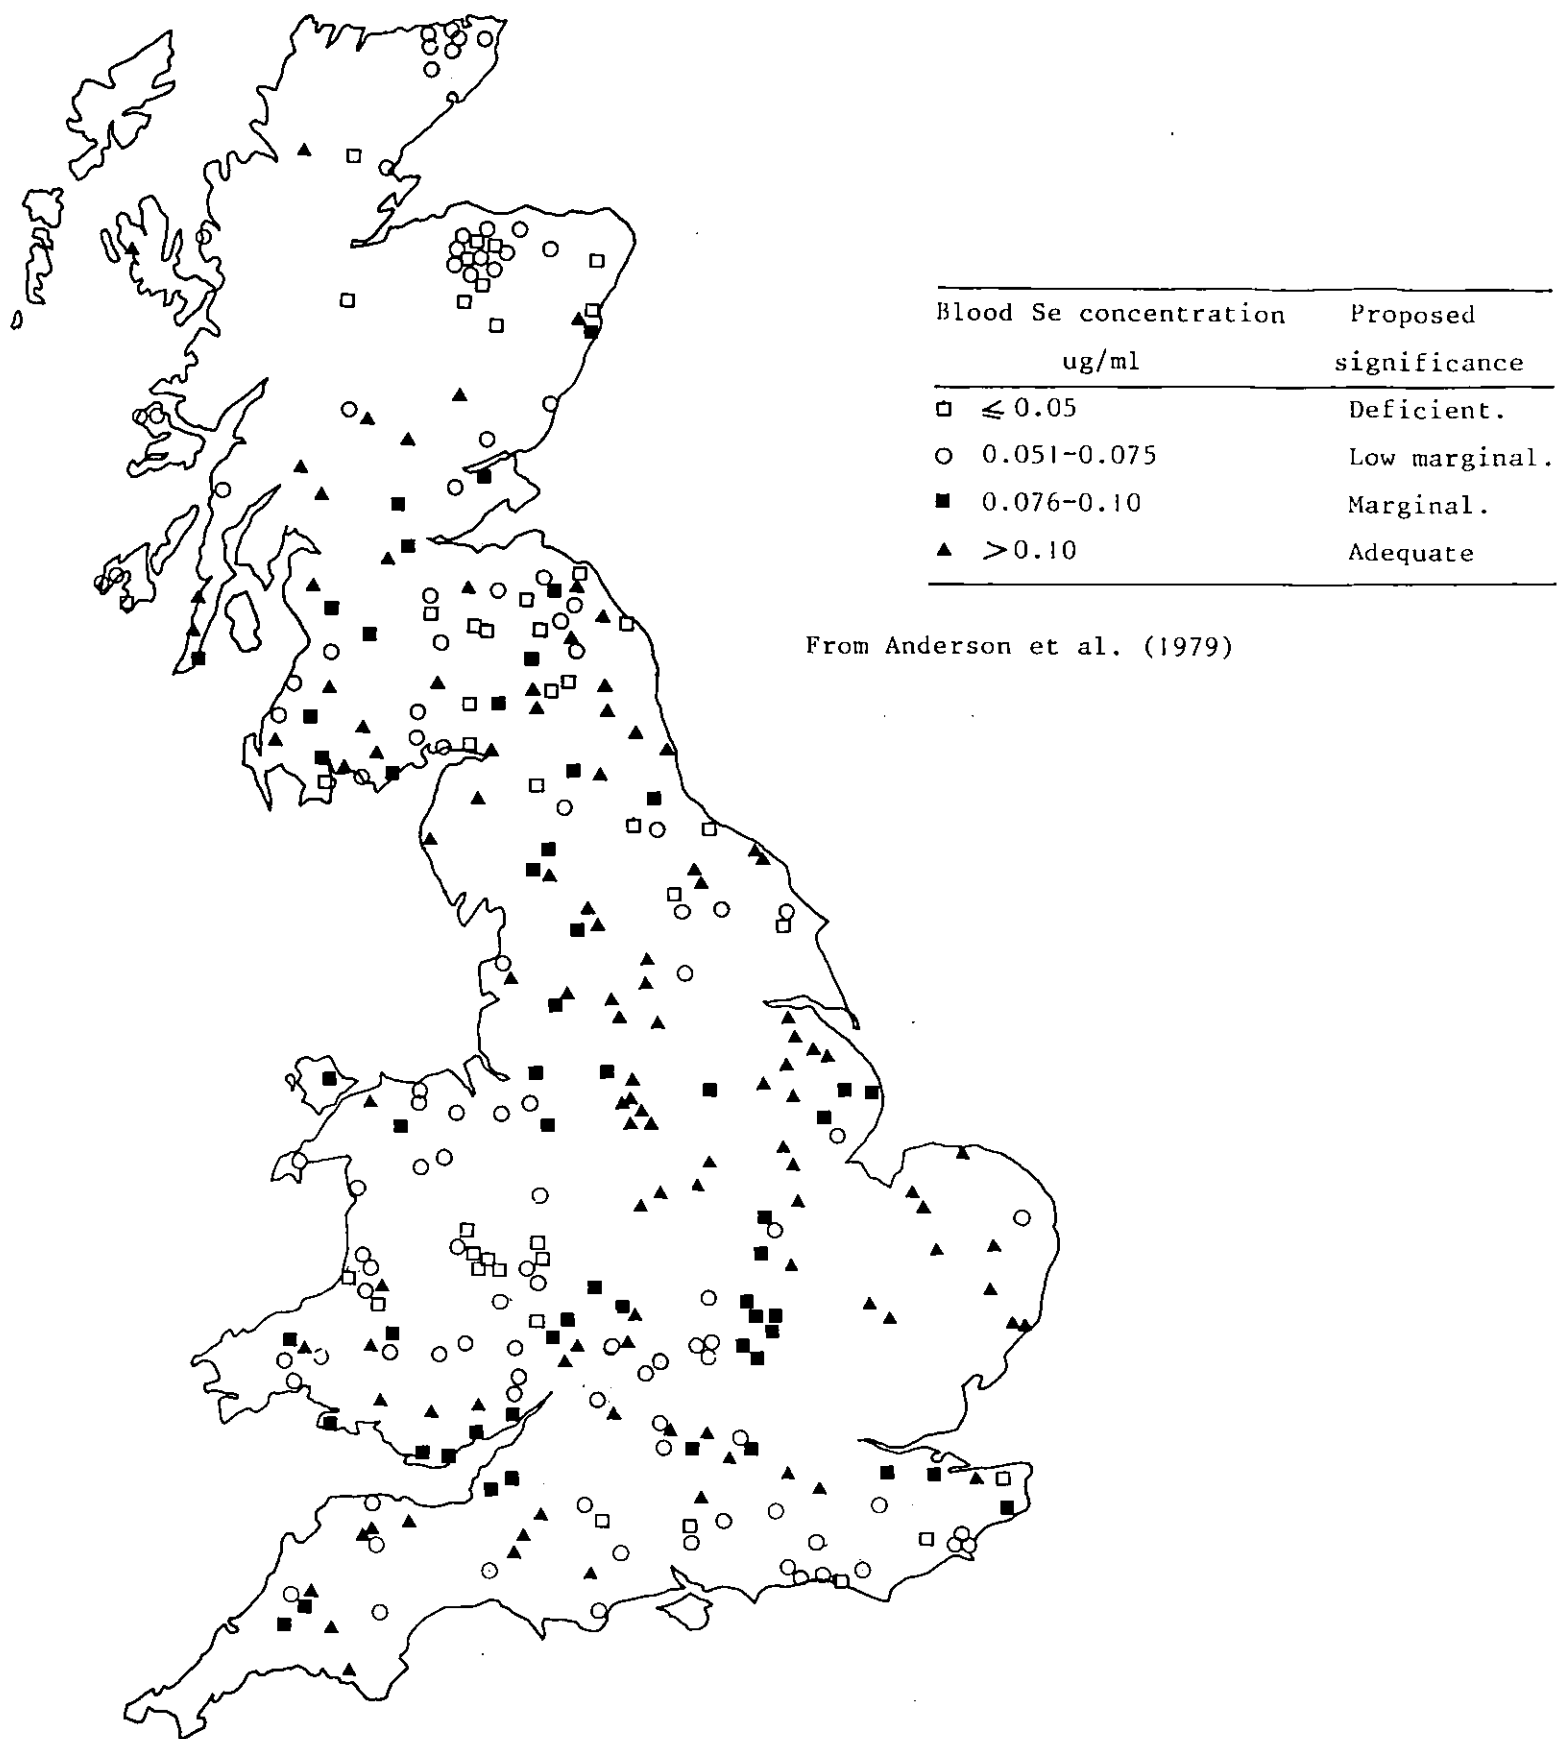 Blood Se concentration Proposed
ug/ml significance
□ ≤ 0.05 Deficient.
○ 0.051-0.075 Low marginal.
■ 0.076-0.10 Marginal.
▲ >0.10 Adequate
From Anderson et al. (1979)